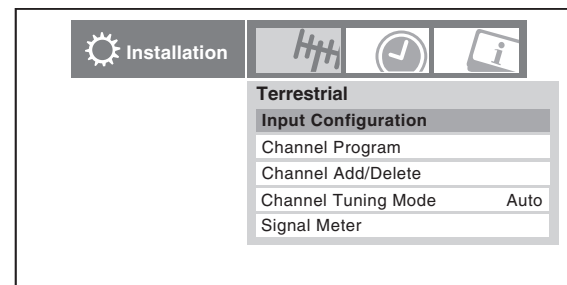 Installation
Terrestrial
Input Configuration
Channel Program
Channel Add/Delete
Channel Tuning Mode Auto
Signal Meter